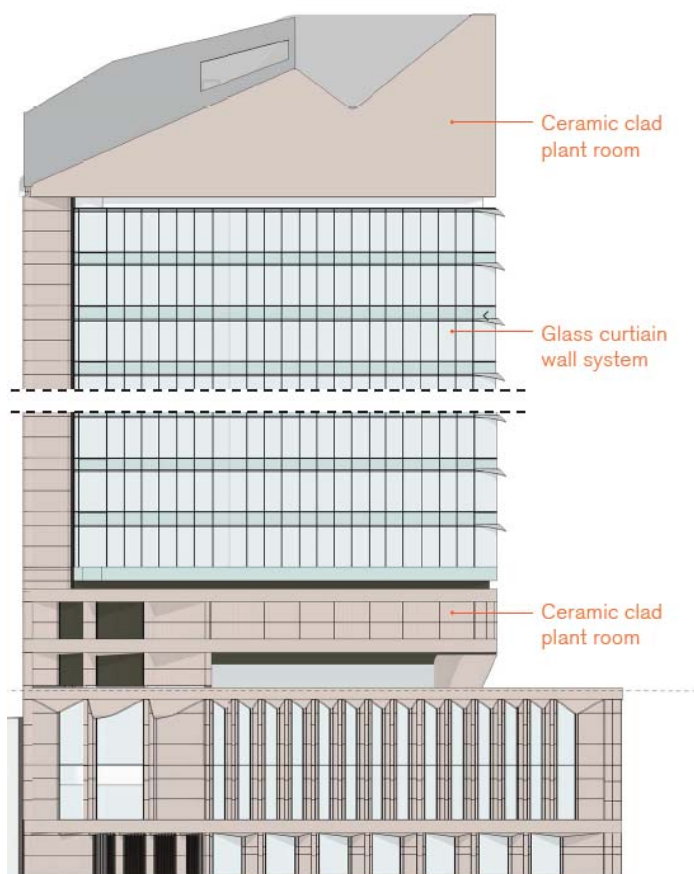 Ceramic clad
plant room
Glass curtiain
wall system
Ceramic clad
plant room